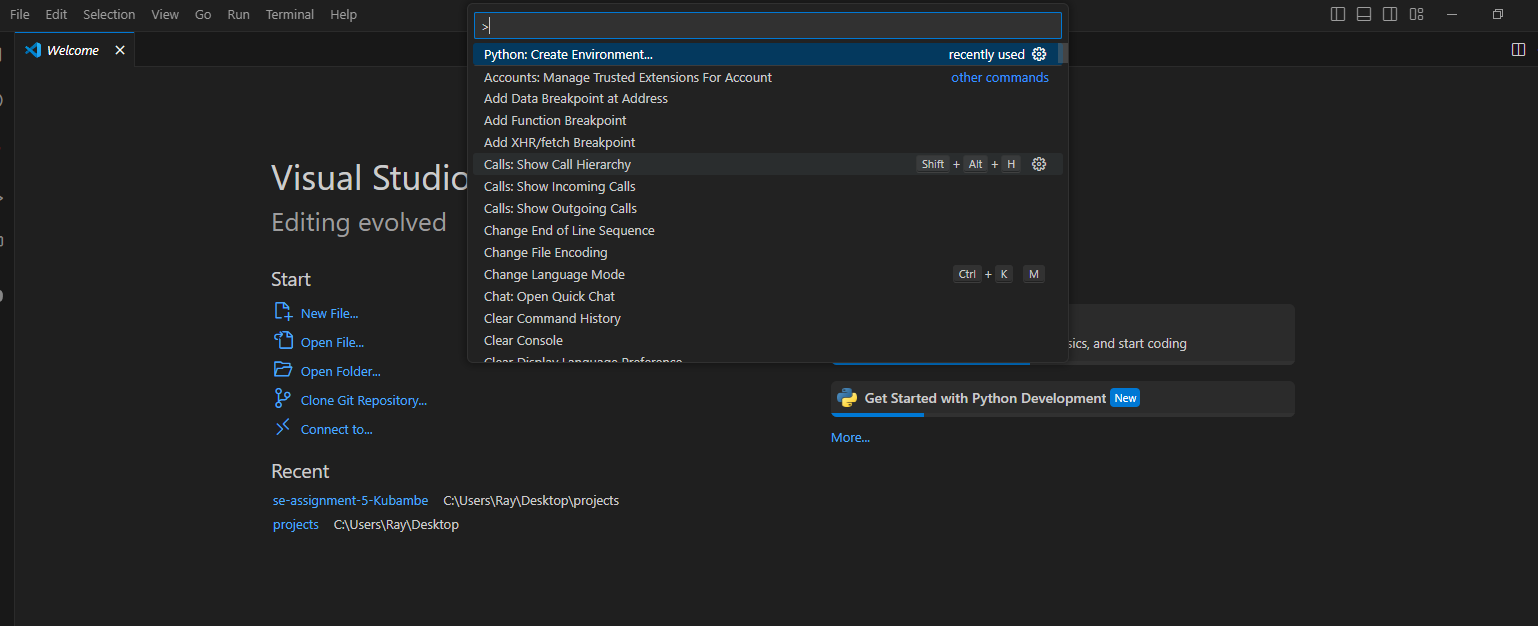 File Edit Selection View Go Run Terminal Help
>
Welcome
Python: Create Environment... recently used
Accounts: Manage Trusted Extensions For Account other commands
Add Data Breakpoint at Address
Add Function Breakpoint
Add XHR/fetch Breakpoint
Calls: Show Call Hierarchy Shift + Alt + H
Calls: Show Incoming Calls
Calls: Show Outgoing Calls
Change End of Line Sequence
Change File Encoding
Change Language Mode Ctrl + K M
Chat: Open Quick Chat
Clear Command History
Clear Console
Clear Display Language Preference
Visual Studio
Editing evolved
Start
New File...
Open File...
Open Folder...
Clone Git Repository...
Connect to...
Recent
se-assignment-5-Kubambe C:\Users\Ray\Desktop\projects
projects C:\Users\Ray\Desktop
, and start coding
Get Started with Python Development New
More...